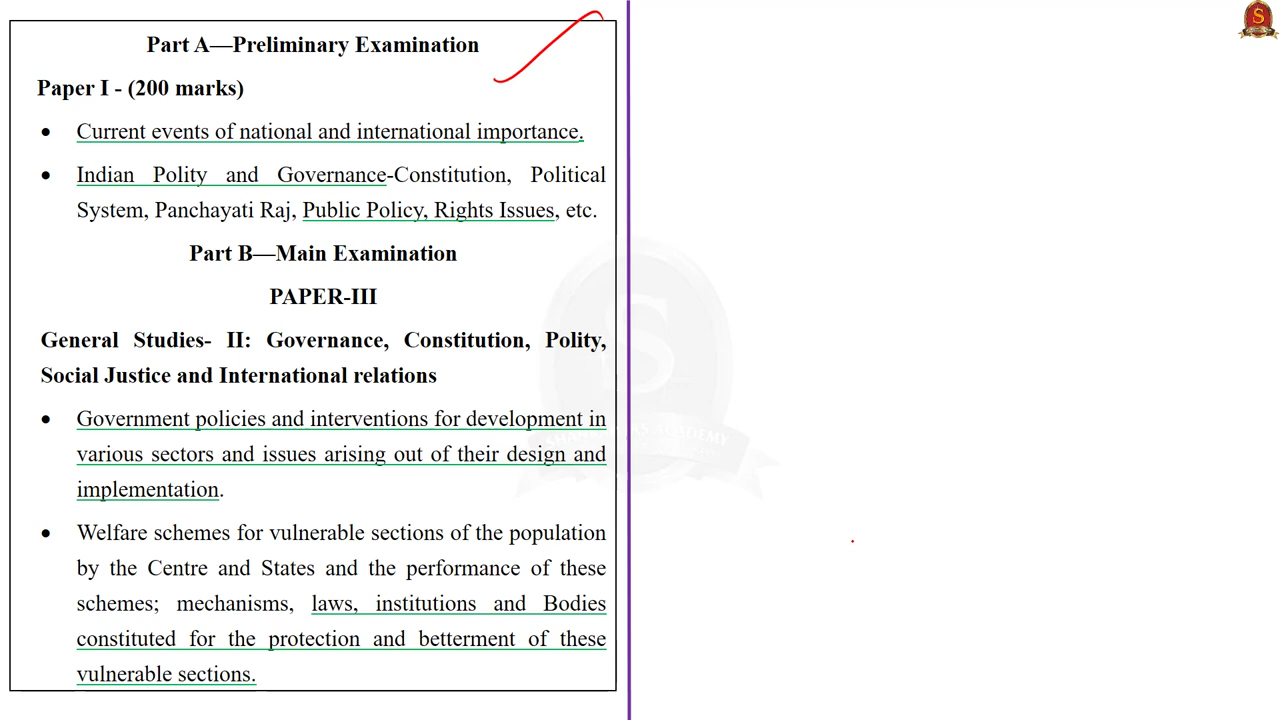 Part A—Preliminary Examination
Paper I - (200 marks)
• Current events of national and international importance.
• Indian Polity and Governance-Constitution, Political
System, Panchayati Raj, Public Policy, Rights Issues, etc.
Part B—Main Examination
PAPER-III
General Studies- II: Governance, Constitution, Polity,
Social Justice and International relations
• Government policies and interventions for development in
various sectors and issues arising out of their design and
implementation.
• Welfare schemes for vulnerable sections of the population
by the Centre and States and the performance of these
schemes; mechanisms, laws, institutions and Bodies
constituted for the protection and betterment of these
vulnerable sections.
S
S
ACADEMY